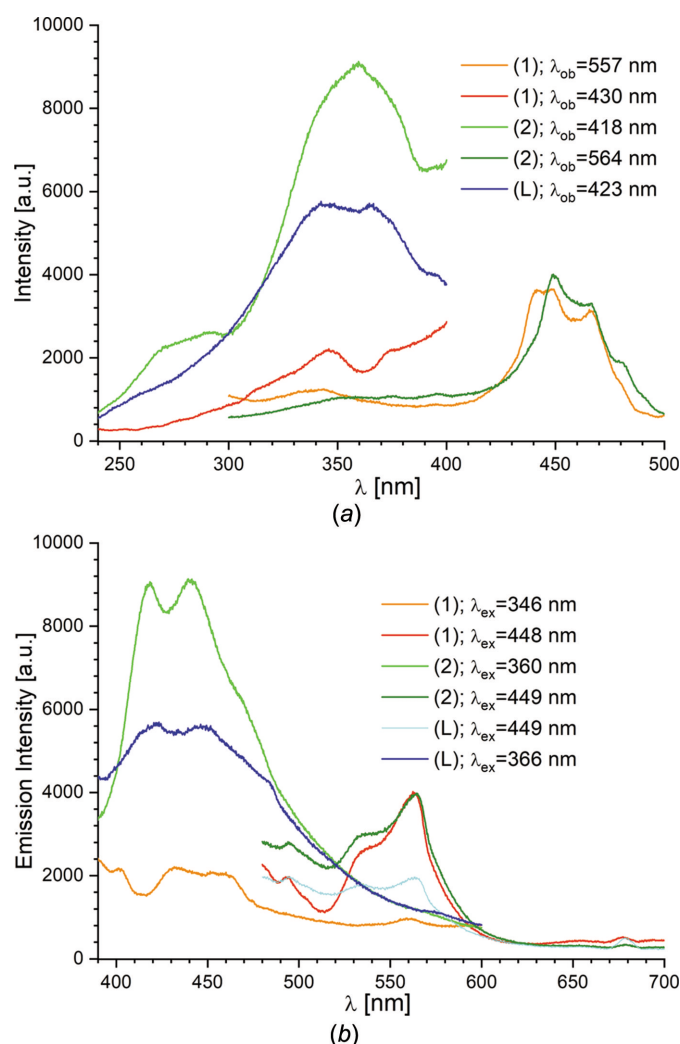 10000
8000
6000
4000
2000
0
Intensity [a.u.]
(1); λob=557 nm
(1); λob=430 nm
(2); λob=418 nm
(2); λob=564 nm
(L); λob=423 nm
250 300 350 400 450 500
λ [nm]
(a)
10000
8000
6000
4000
2000
0
Emission Intensity [a.u.]
(1); λex=346 nm
(1); λex=448 nm
(2); λex=360 nm
(2); λex=449 nm
(L); λex=449 nm
(L); λex=366 nm
400 450 500 550 600 650 700
λ [nm]
(b)